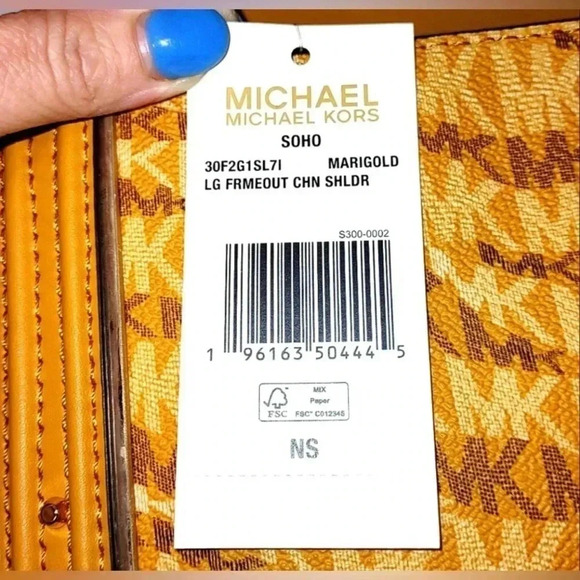 MICHAEL
MICHAEL KORS
SOHO
30F2G1SL7I MARIGOLD
LG FRMEOUT CHN SHLDR
S300-0002
1 96163 50444 5
MIX
Paper
FSC
FSC® C012345
NS